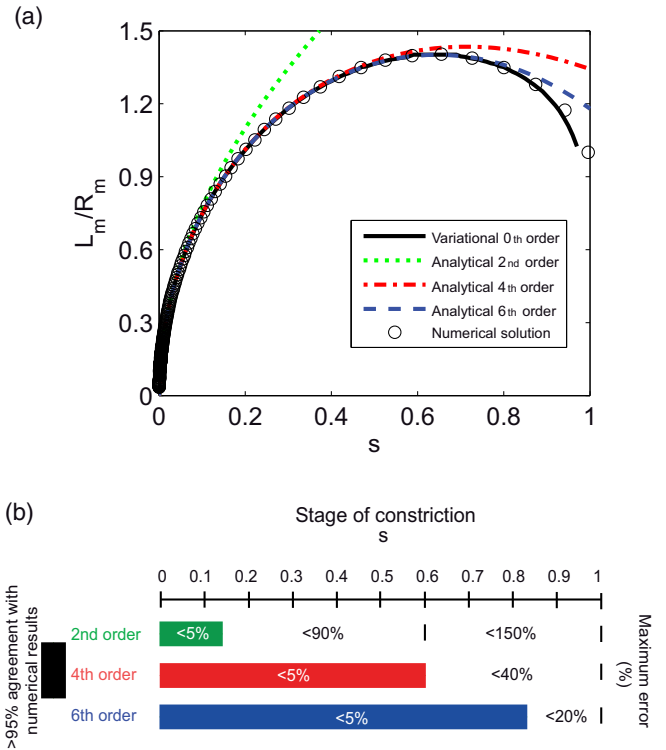 (a)
1.5
1.2
0.9
0.6
0.3
0
L_m/R_m
Variational 0th order
Analytical 2nd order
Analytical 4th order
Analytical 6th order
Numerical solution
0 0.2 0.4 0.6 0.8 1
s
(b)
Stage of constriction
s
0 0.1 0.2 0.3 0.4 0.5 0.6 0.7 0.8 0.9 1
>95% agreement with
numerical results
2nd order <5% <90% <150%
4th order <5% <40%
6th order <5% <20%
Maximum error
(%)